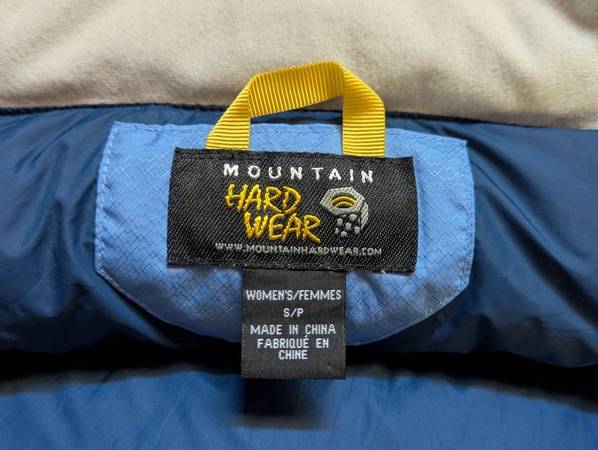 MOUNTAIN
HARD
WEAR
WWW.MOUNTAINHARDWEAR.COM
WOMEN'S/FEMMES
S/P
MADE IN CHINA
FABRIQUÉ EN
CHINE